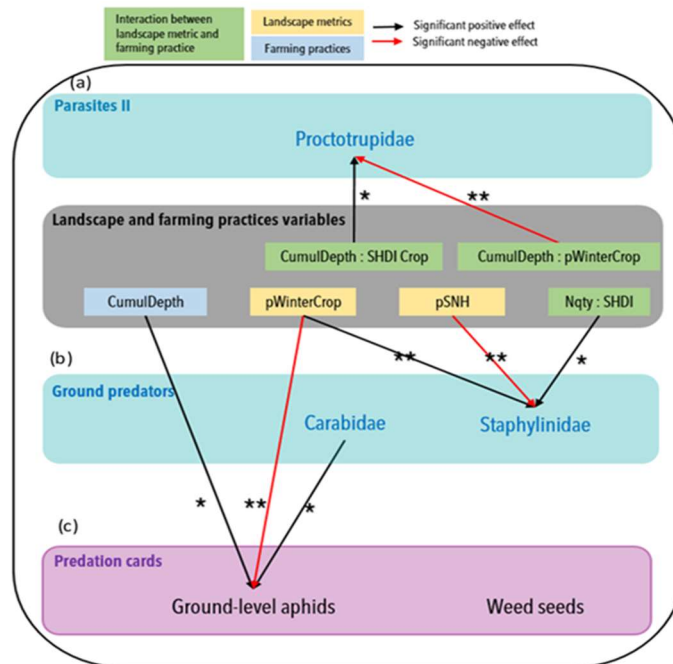 Interaction between
landscape metric and
farming practice
Landscape metrics
Farming practices
Significant positive effect
Significant negative effect
(a)
Parasites II
Proctotrupidae
*
**
Landscape and farming practices variables
CumulDepth : SHDI Crop
CumulDepth : pWinterCrop
CumulDepth
pWinterCrop
pSNH
Nqty : SHDI
(b)
**
**
*
Ground predators
Carabidae
Staphylinidae
*
**
*
(c)
Predation cards
Ground-level aphids
Weed seeds